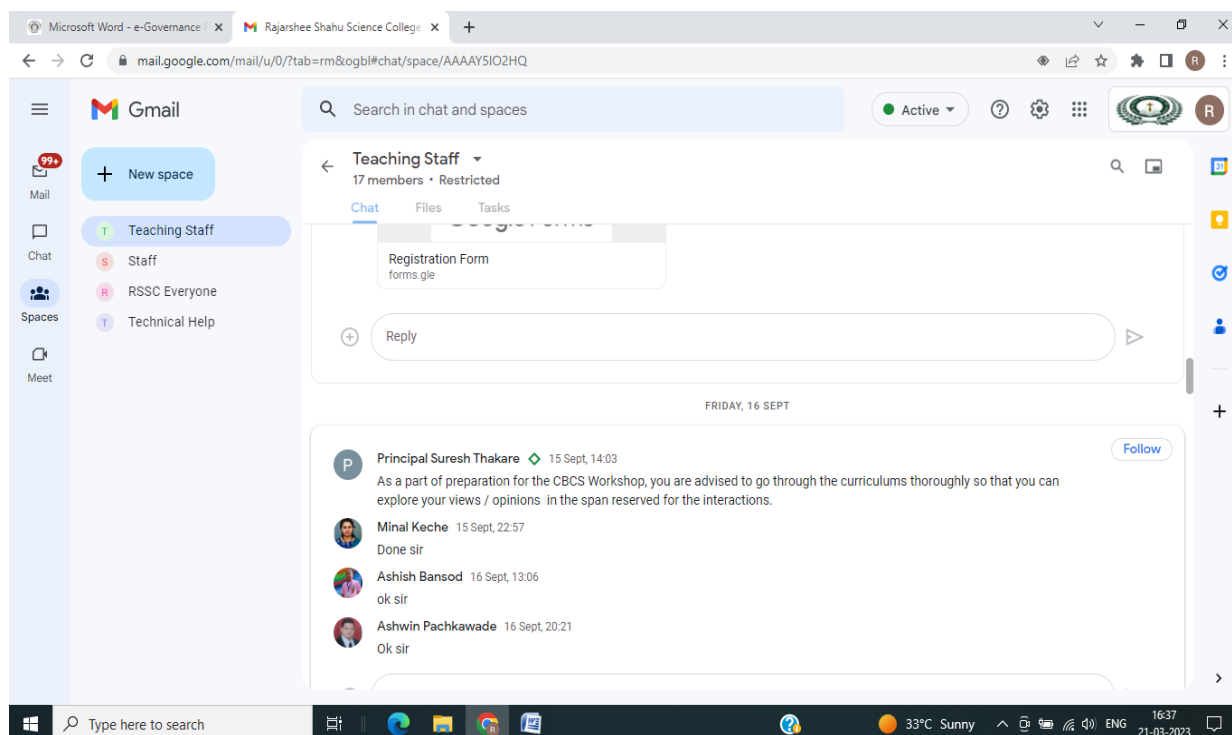 Microsoft Word - e-Governance
Rajarshee Shahu Science College
mail.google.com/mail/u/0/?tab=rm&ogbl#chat/space/AAAAY5IO2HQ
R
Gmail
Search in chat and spaces
Active
R
99+
Mail
New space
Teaching Staff
17 members • Restricted
31
Chat Files Tasks
T Teaching Staff
Chat
S Staff
Registration Form
forms.gle
R RSSC Everyone
Spaces
T Technical Help
Reply
Meet
FRIDAY, 16 SEPT
Follow
P
Principal Suresh Thakare 15 Sept, 14:03
As a part of preparation for the CBCS Workshop, you are advised to go through the curriculums thoroughly so that you can
explore your views / opinions in the span reserved for the interactions.
Minal Keche 15 Sept, 22:57
Done sir
Ashish Bansod 16 Sept, 13:06
ok sir
Ashwin Pachkawade 16 Sept, 20:21
Ok sir
Type here to search
33°C Sunny
ENG
16:37
21-03-2023